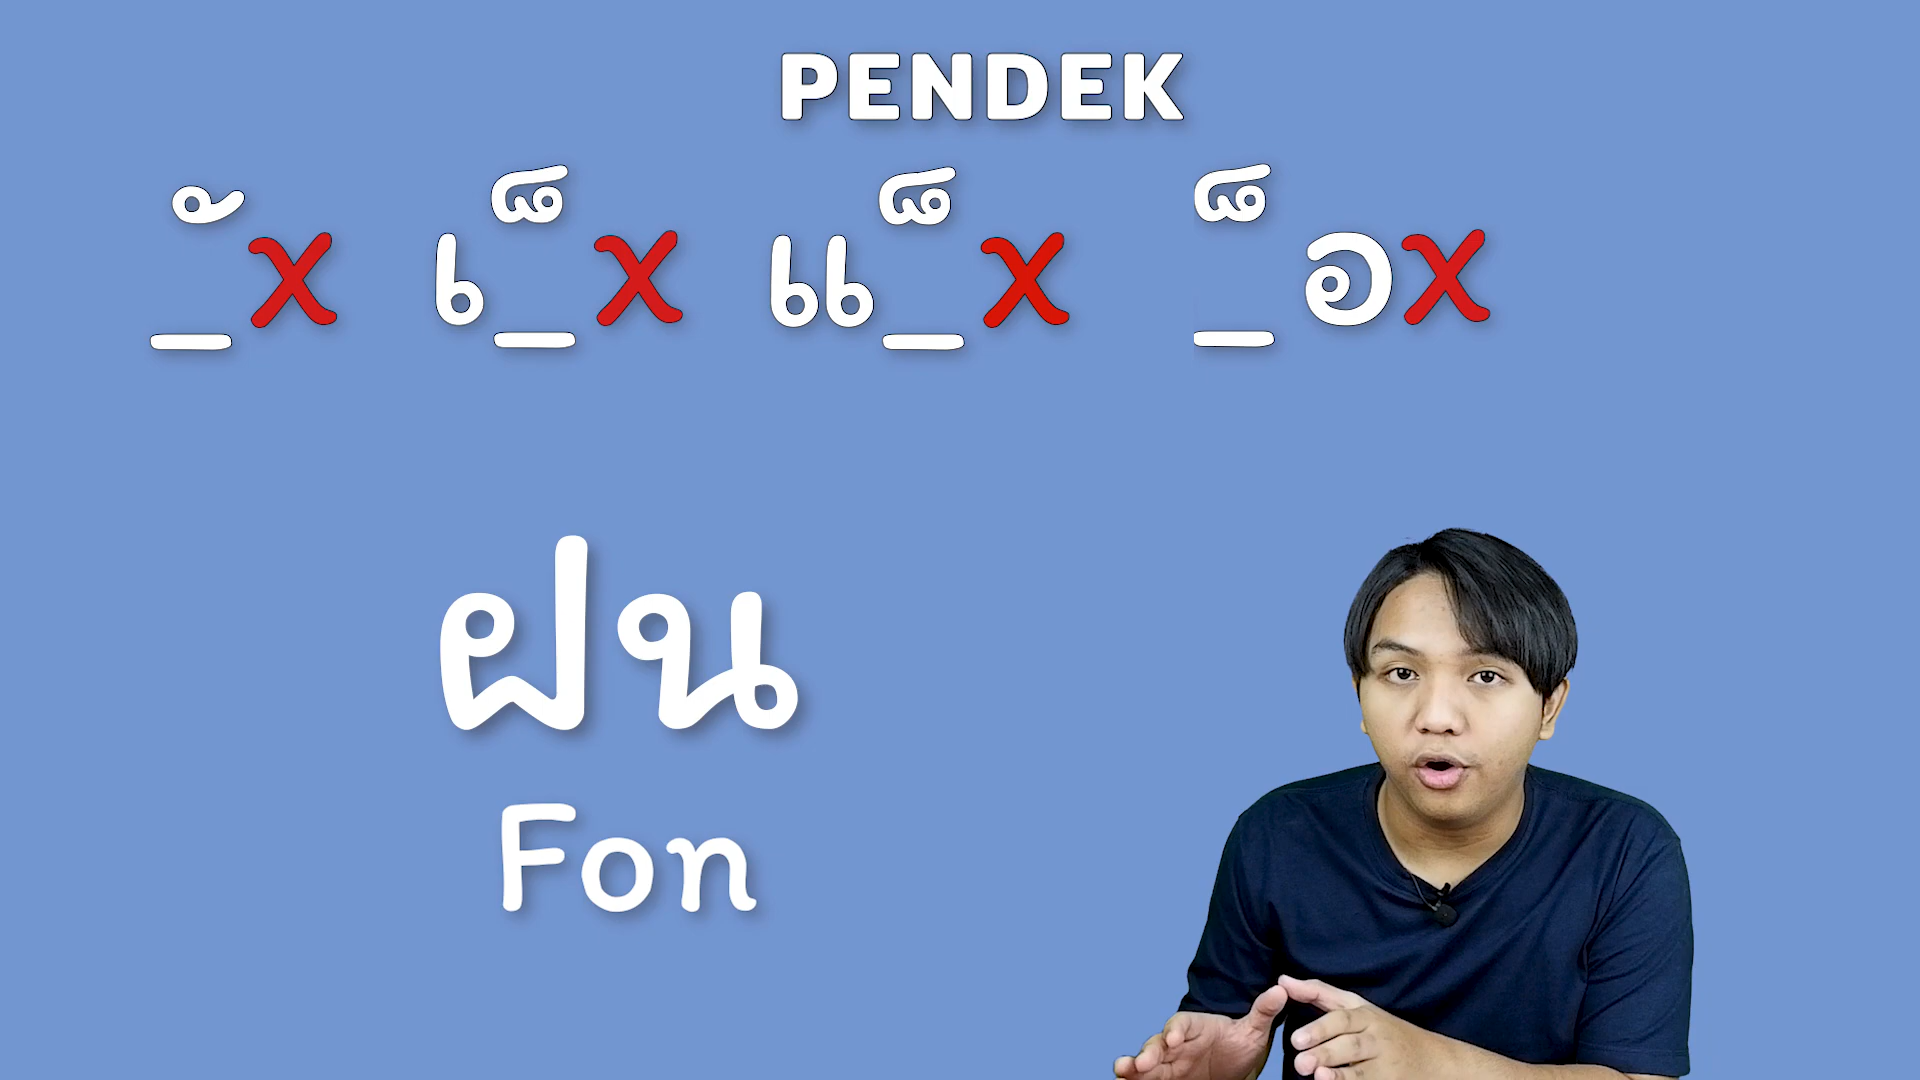 PENDEK
_ั x เ_็ x แ_็ x _็ อx
ฝน
Fon